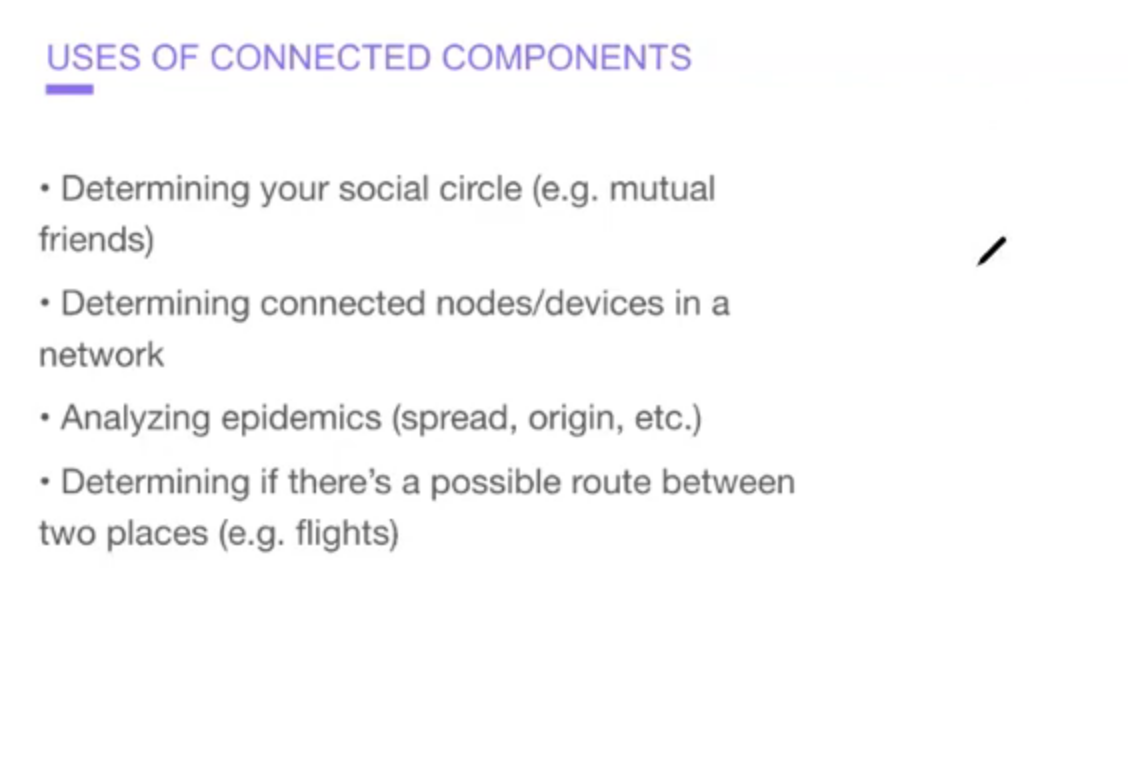 USES OF CONNECTED COMPONENTS
• Determining your social circle (e.g. mutual
friends)
• Determining connected nodes/devices in a
network
• Analyzing epidemics (spread, origin, etc.)
• Determining if there’s a possible route between
two places (e.g. flights)